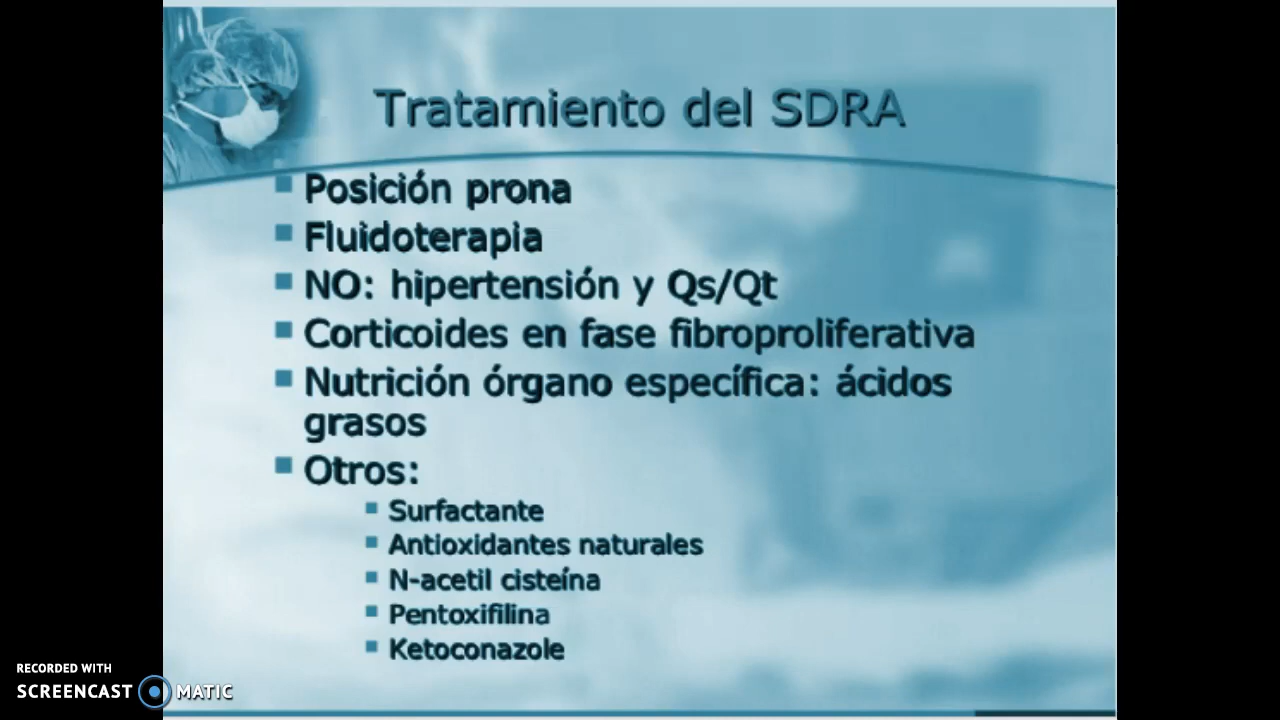 Tratamiento del SDRA
Posición prona
Fluidoterapia
NO: hipertensión y Qs/Qt
Corticoides en fase fibroproliferativa
Nutrición órgano específica: ácidos
grasos
Otros:
Surfactante
Antioxidantes naturales
N-acetil cisteína
Pentoxifilina
Ketoconazole
RECORDED WITH
SCREENCAST MATIC